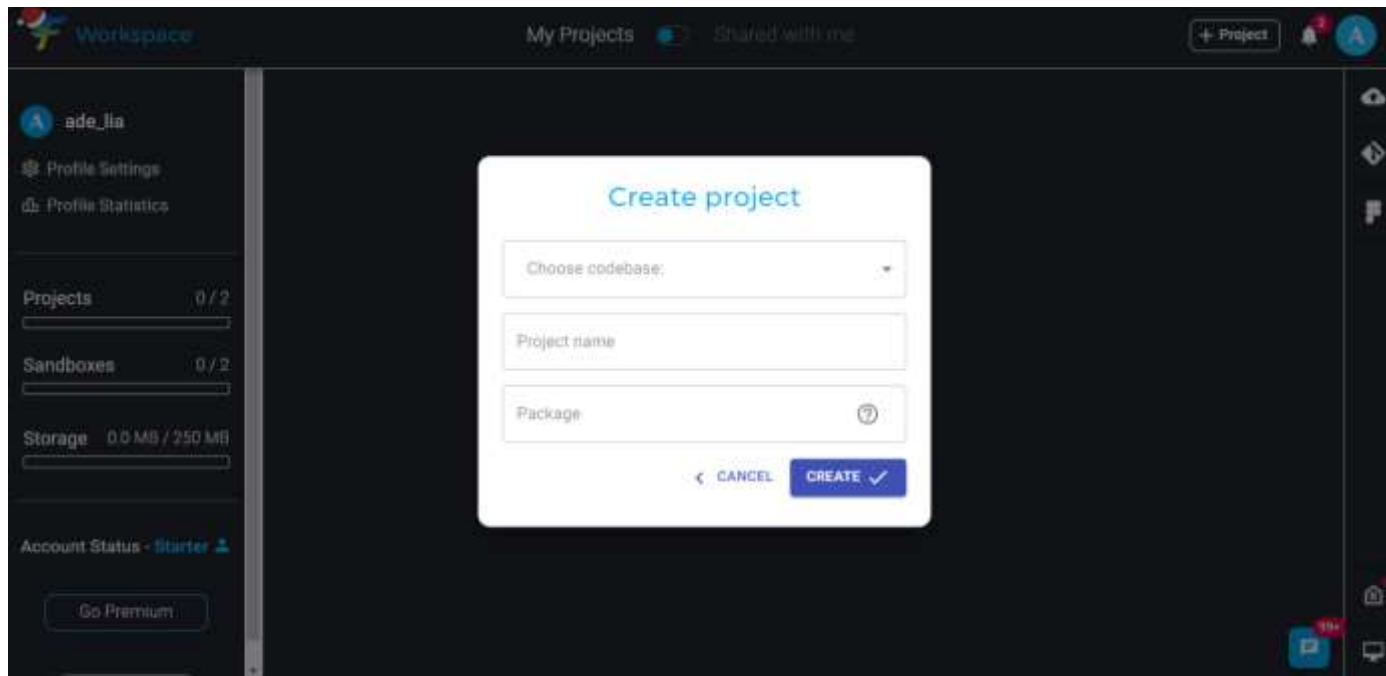 Workspace
My Projects
Shared with me
+ Project
3
A
A
ade_lia
Profile Settings
Profile Statistics
Projects 0 / 2
Sandboxes 0 / 2
Storage 0.0 MB / 250 MB
Account Status - Starter
Go Premium
Create project
Choose codebase:
Project name
Package
?
CANCEL
CREATE
99+